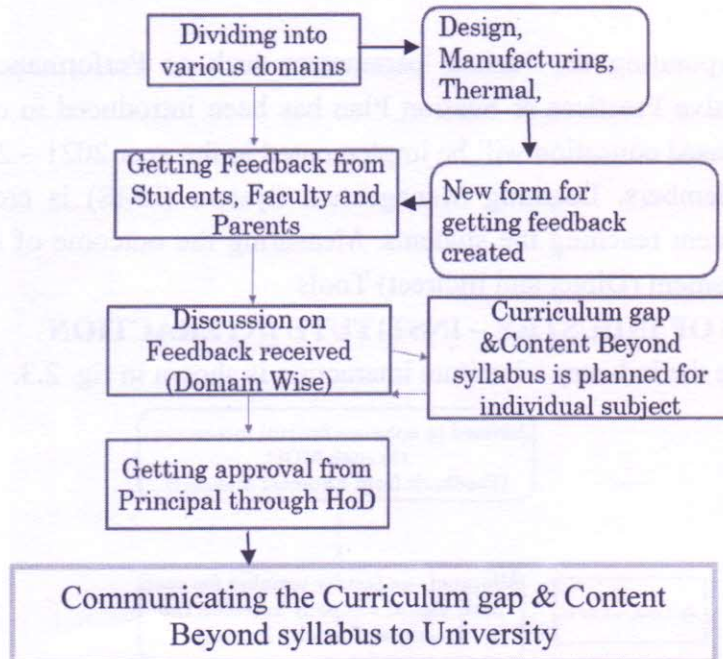 Dividing into
various domains
Design,
Manufacturing,
Thermal,
Getting Feedback from
Students, Faculty and
Parents
New form for
getting feedback
created
Discussion on
Feedback received
(Domain Wise)
Curriculum gap
&Content Beyond
syllabus is planned for
individual subject
Getting approval from
Principal through HoD
Communicating the Curriculum gap & Content
Beyond syllabus to University